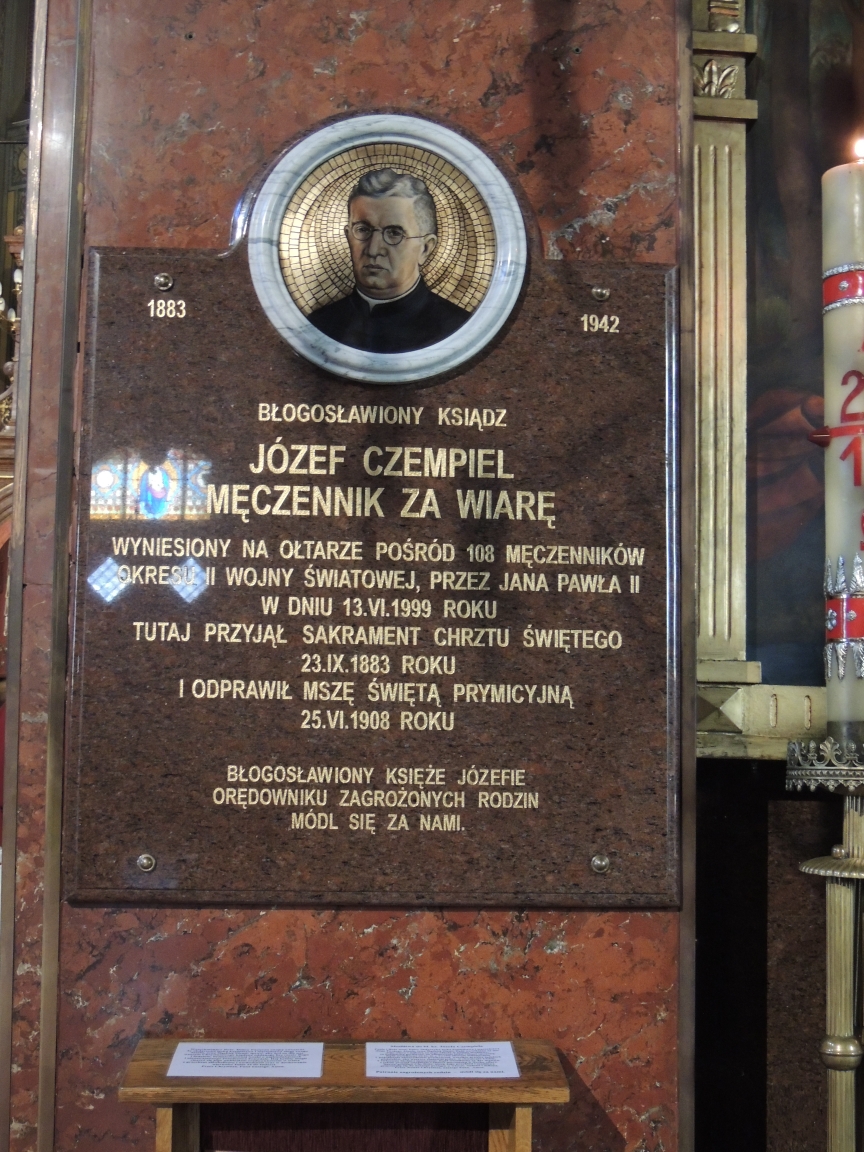 1883
1942
BŁOGOSŁAWIONY KSIĄDZ
JÓZEF CZEMPIEL
MĘCZENNIK ZA WIARĘ
WYNIESIONY NA OŁTARZE POŚRÓD 108 MĘCZENNIKÓW
OKRESU II WOJNY ŚWIATOWEJ, PRZEZ JANA PAWŁA II
W DNIU 13.VI.1999 ROKU
TUTAJ PRZYJĄŁ SAKRAMENT CHRZTU ŚWIĘTEGO
23.IX.1883 ROKU
I ODPRAWIŁ MSZĘ ŚWIĘTĄ PRYMICYJNĄ
25.VI.1908 ROKU
BŁOGOSŁAWIONY KSIĘŻE JÓZEFIE
ORĘDOWNIKU ZAGROŻONYCH RODZIN
MÓDL SIĘ ZA NAMI.
2
1